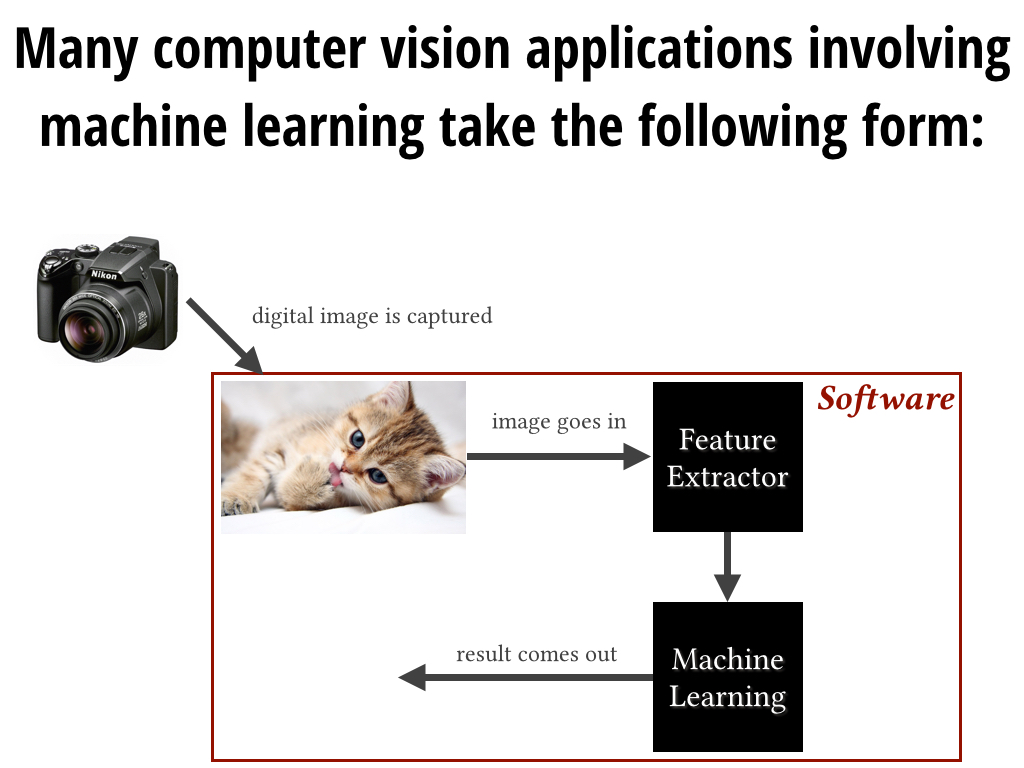 Many computer vision applications involving
machine learning take the following form:
Nikon
digital image is captured
Software
image goes in
Feature
Extractor
result comes out
Machine
Learning